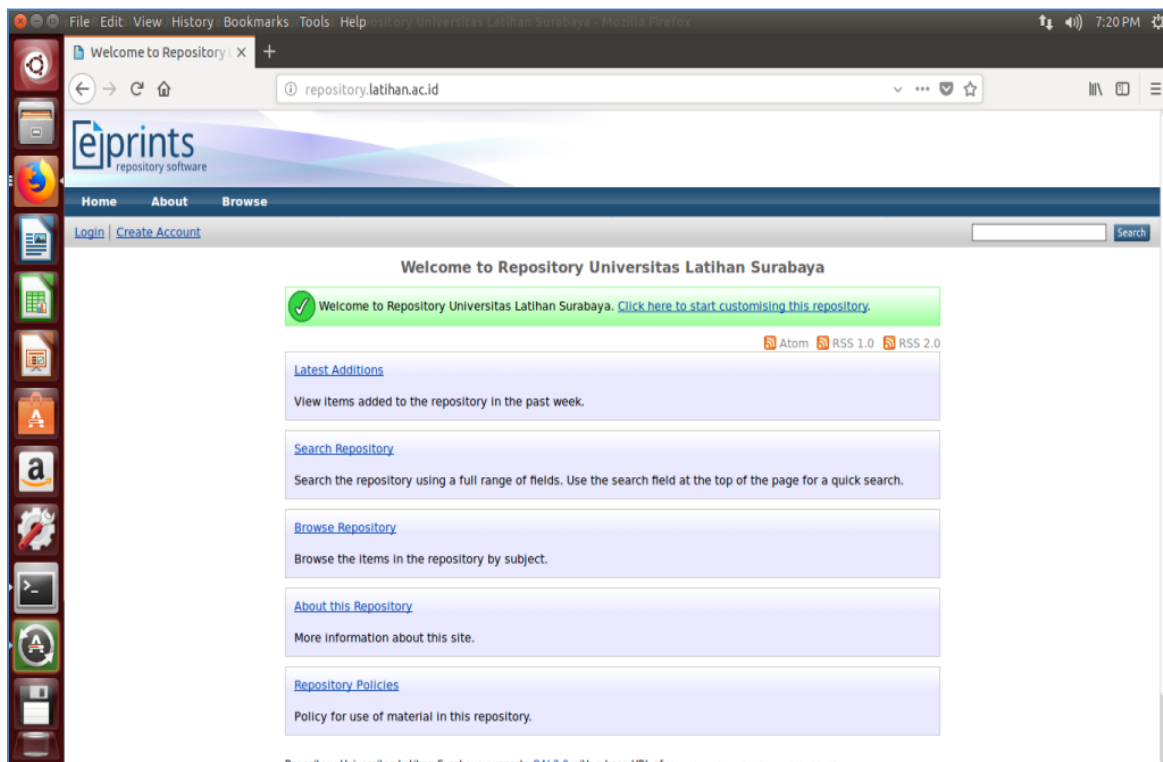 File Edit View History Bookmarks Tools Help
7:20 PM
Welcome to Repository
repository.latihan.ac.id
eprints
repository software
Home About Browse
Login | Create Account
Search
Welcome to Repository Universitas Latihan Surabaya
Welcome to Repository Universitas Latihan Surabaya. Click here to start customising this repository.
Atom RSS 1.0 RSS 2.0
Latest Additions
View items added to the repository in the past week.
Search Repository
Search the repository using a full range of fields. Use the search field at the top of the page for a quick search.
Browse Repository
Browse the items in the repository by subject.
About this Repository
More information about this site.
Repository Policies
Policy for use of material in this repository.